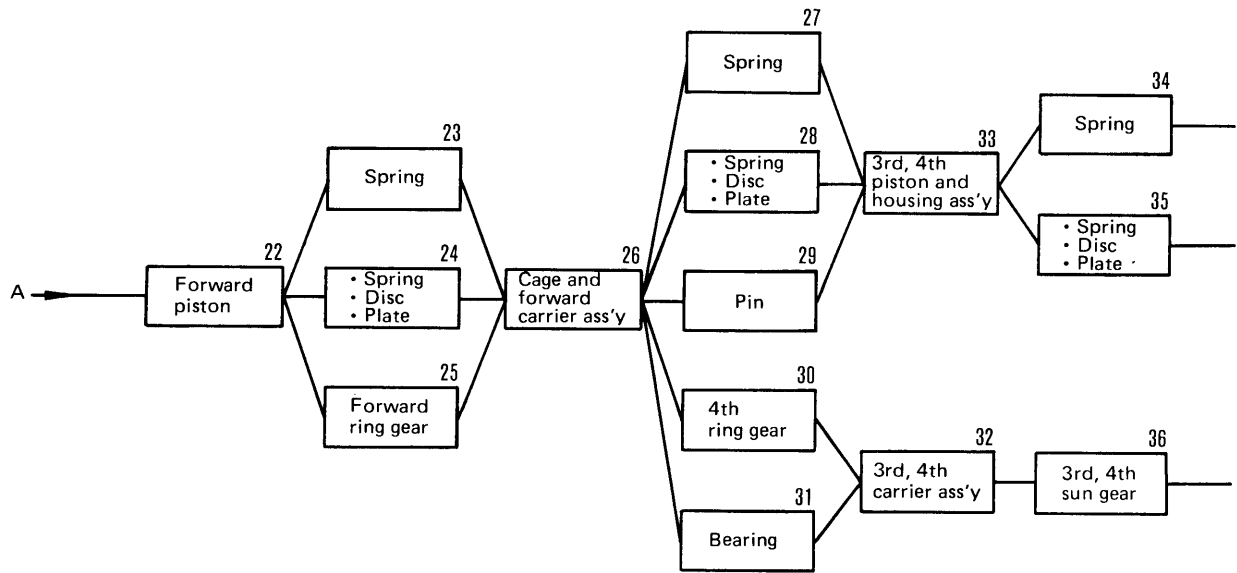 A
22
Forward
piston
23
Spring
24
• Spring
• Disc
• Plate
25
Forward
ring gear
26
Cage and
forward
carrier ass'y
27
Spring
28
• Spring
• Disc
• Plate
29
Pin
30
4th
ring gear
31
Bearing
33
3rd, 4th
piston and
housing ass'y
32
3rd, 4th
carrier ass'y
34
Spring
35
• Spring
• Disc
• Plate
36
3rd, 4th
sun gear